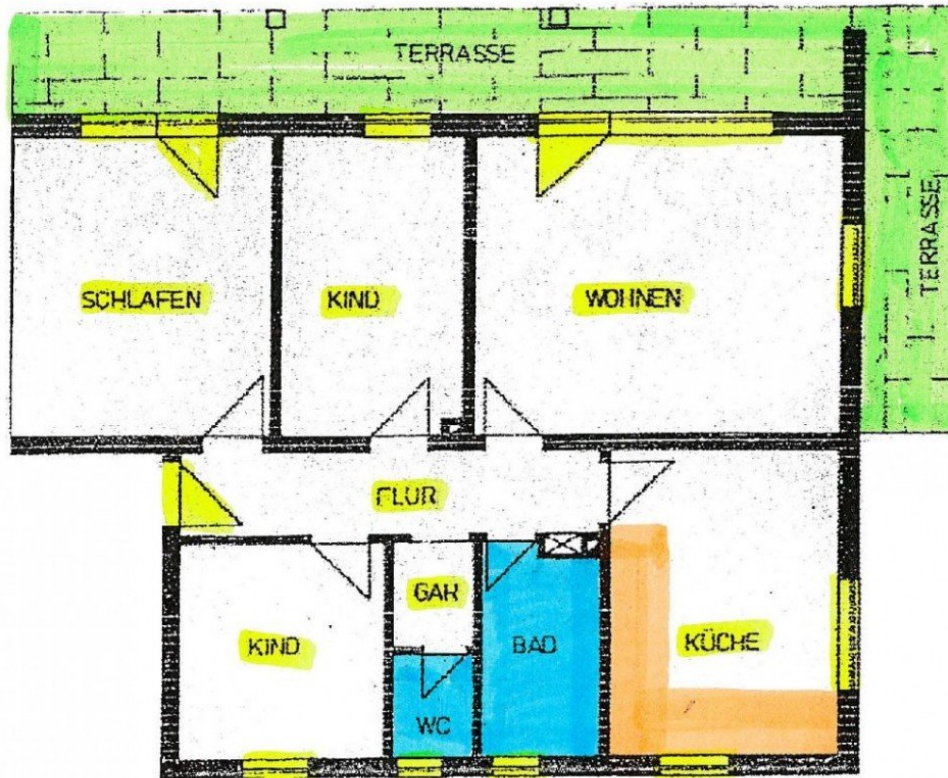 TERRASSE
TERRASSE
SCHLAFEN
KIND
WOHNEN
FLUR
GAR
KIND
BAD
KÜCHE
WC